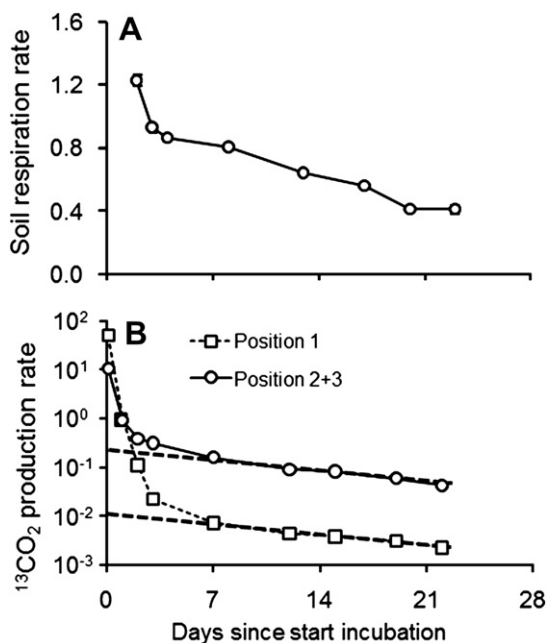 A
Soil respiration rate
1.6
1.2
0.8
0.4
0.0
B
Position 1
Position 2+3
¹³CO₂ production rate
10²
10¹
10⁰
10⁻¹
10⁻²
10⁻³
0 7 14 21 28
Days since start incubation